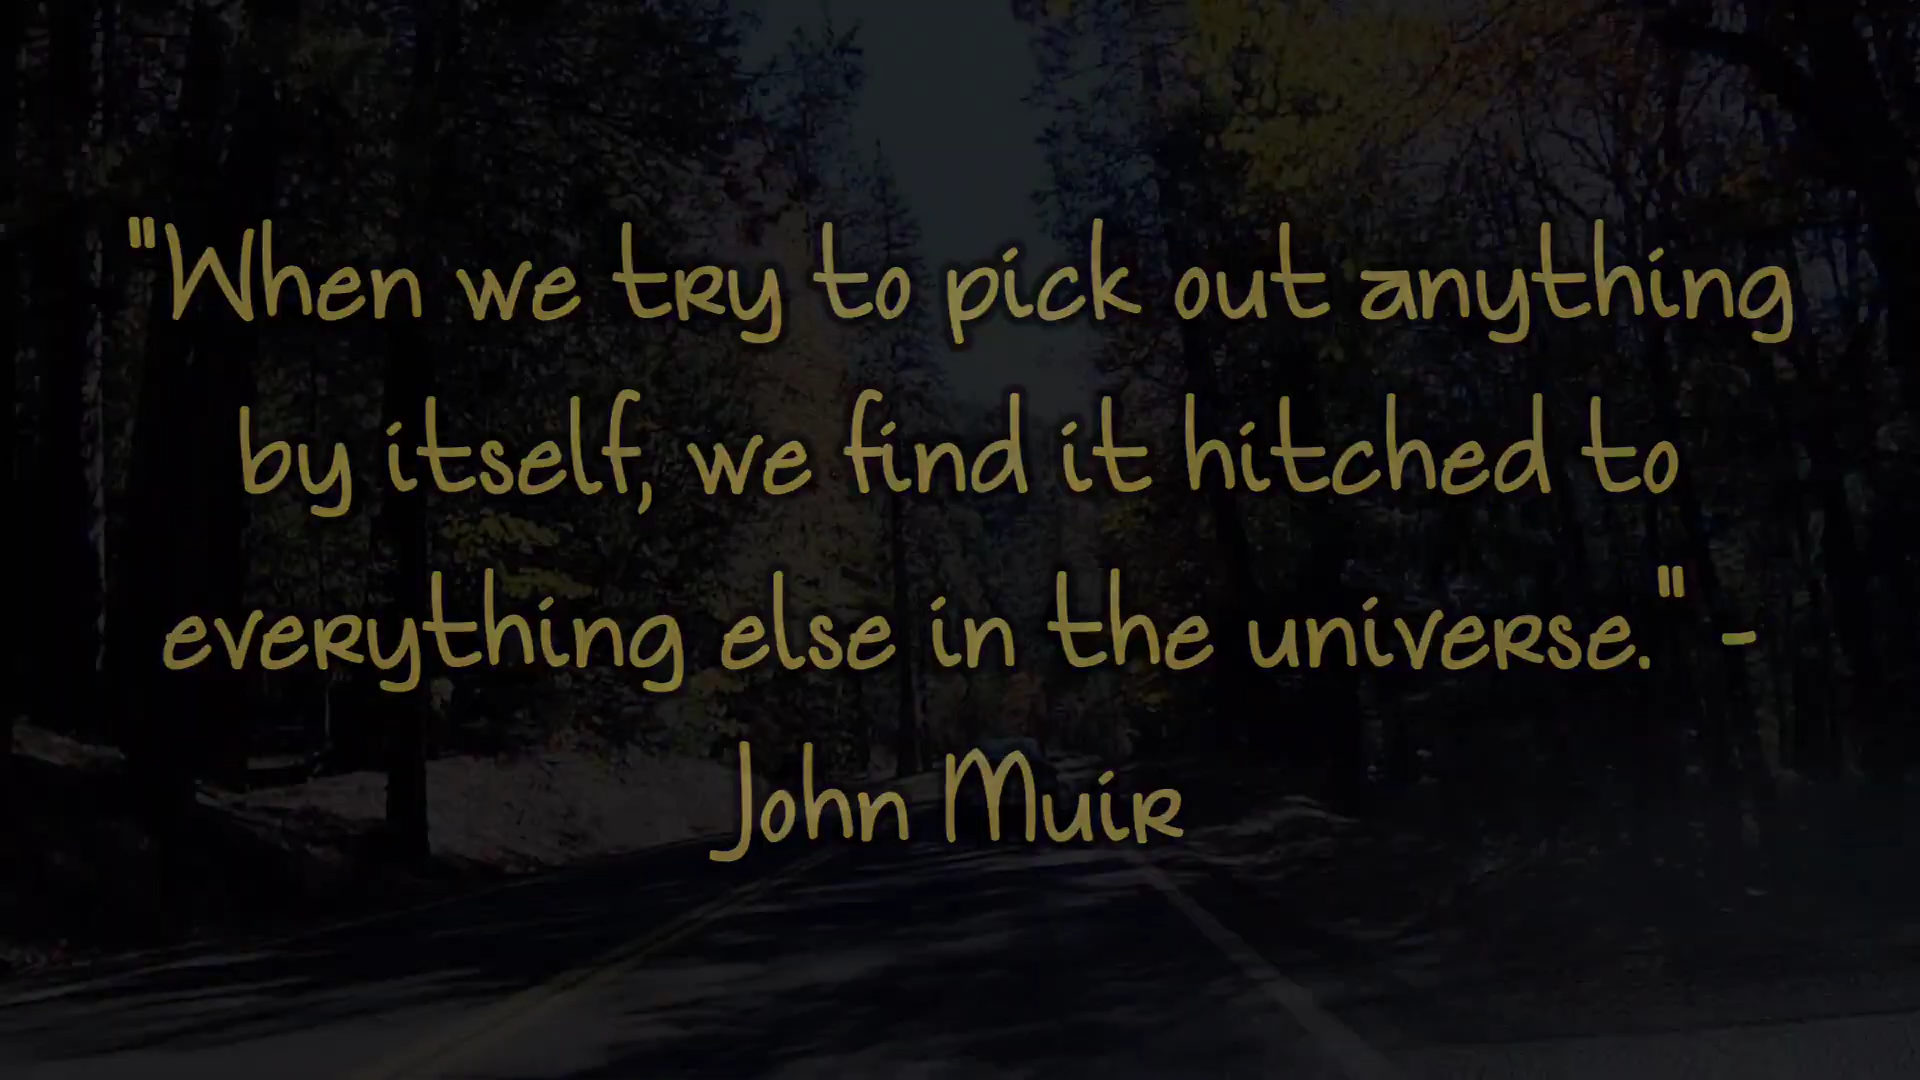 "When we try to pick out anything
by itself, we find it hitched to
everything else in the universe." -
John Muir